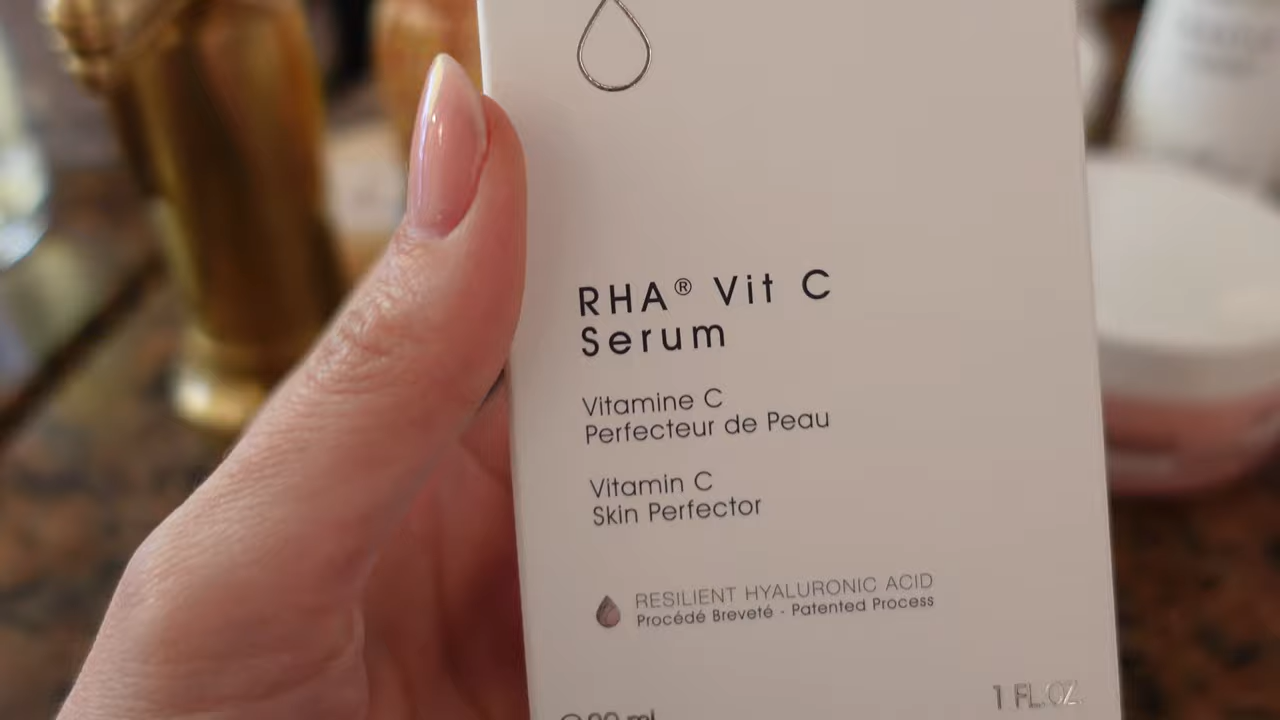 RHA® Vit C
Serum
Vitamine C
Perfecteur de Peau
Vitamin C
Skin Perfector
RESILIENT HYALURONIC ACID
Procédé Breveté - Patented Process
1 FL.OZ.